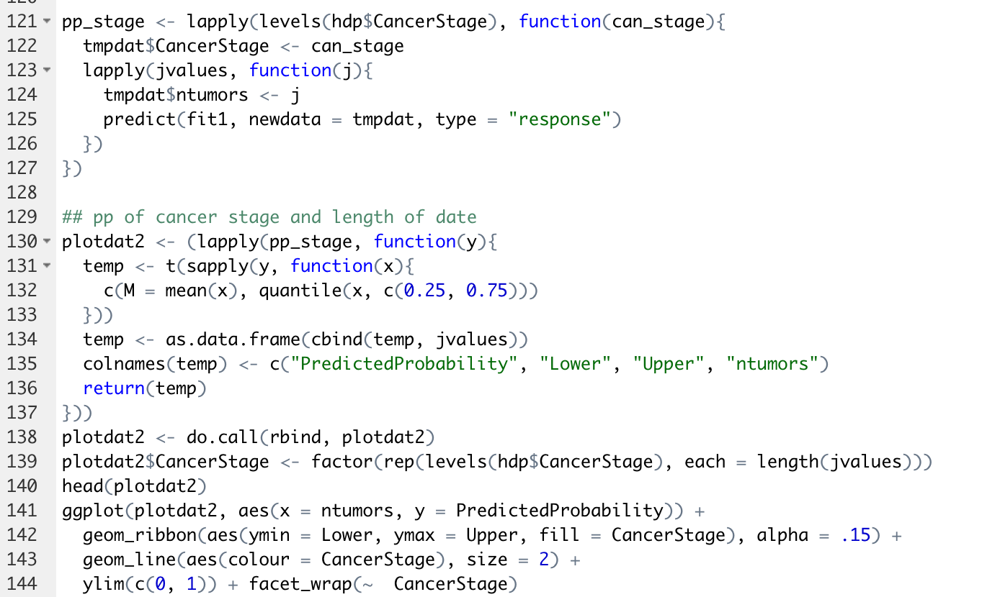 121 pp_stage <- lapply(levels(hdp$CancerStage), function(can_stage){
122   tmpdat$CancerStage <- can_stage
123   lapply(jvalues, function(j){
124     tmpdat$ntumors <- j
125     predict(fit1, newdata = tmpdat, type = "response")
126   })
127 })
128
129 ## pp of cancer stage and length of date
130 plotdat2 <- (lapply(pp_stage, function(y){
131   temp <- t(sapply(y, function(x){
132     c(M = mean(x), quantile(x, c(0.25, 0.75)))
133   }))
134   temp <- as.data.frame(cbind(temp, jvalues))
135   colnames(temp) <- c("PredictedProbability", "Lower", "Upper", "ntumors")
136   return(temp)
137 }))
138 plotdat2 <- do.call(rbind, plotdat2)
139 plotdat2$CancerStage <- factor(rep(levels(hdp$CancerStage), each = length(jvalues)))
140 head(plotdat2)
141 ggplot(plotdat2, aes(x = ntumors, y = PredictedProbability)) +
142   geom_ribbon(aes(ymin = Lower, ymax = Upper, fill = CancerStage), alpha = .15) +
143   geom_line(aes(colour = CancerStage), size = 2) +
144   ylim(c(0, 1)) + facet_wrap(~  CancerStage)